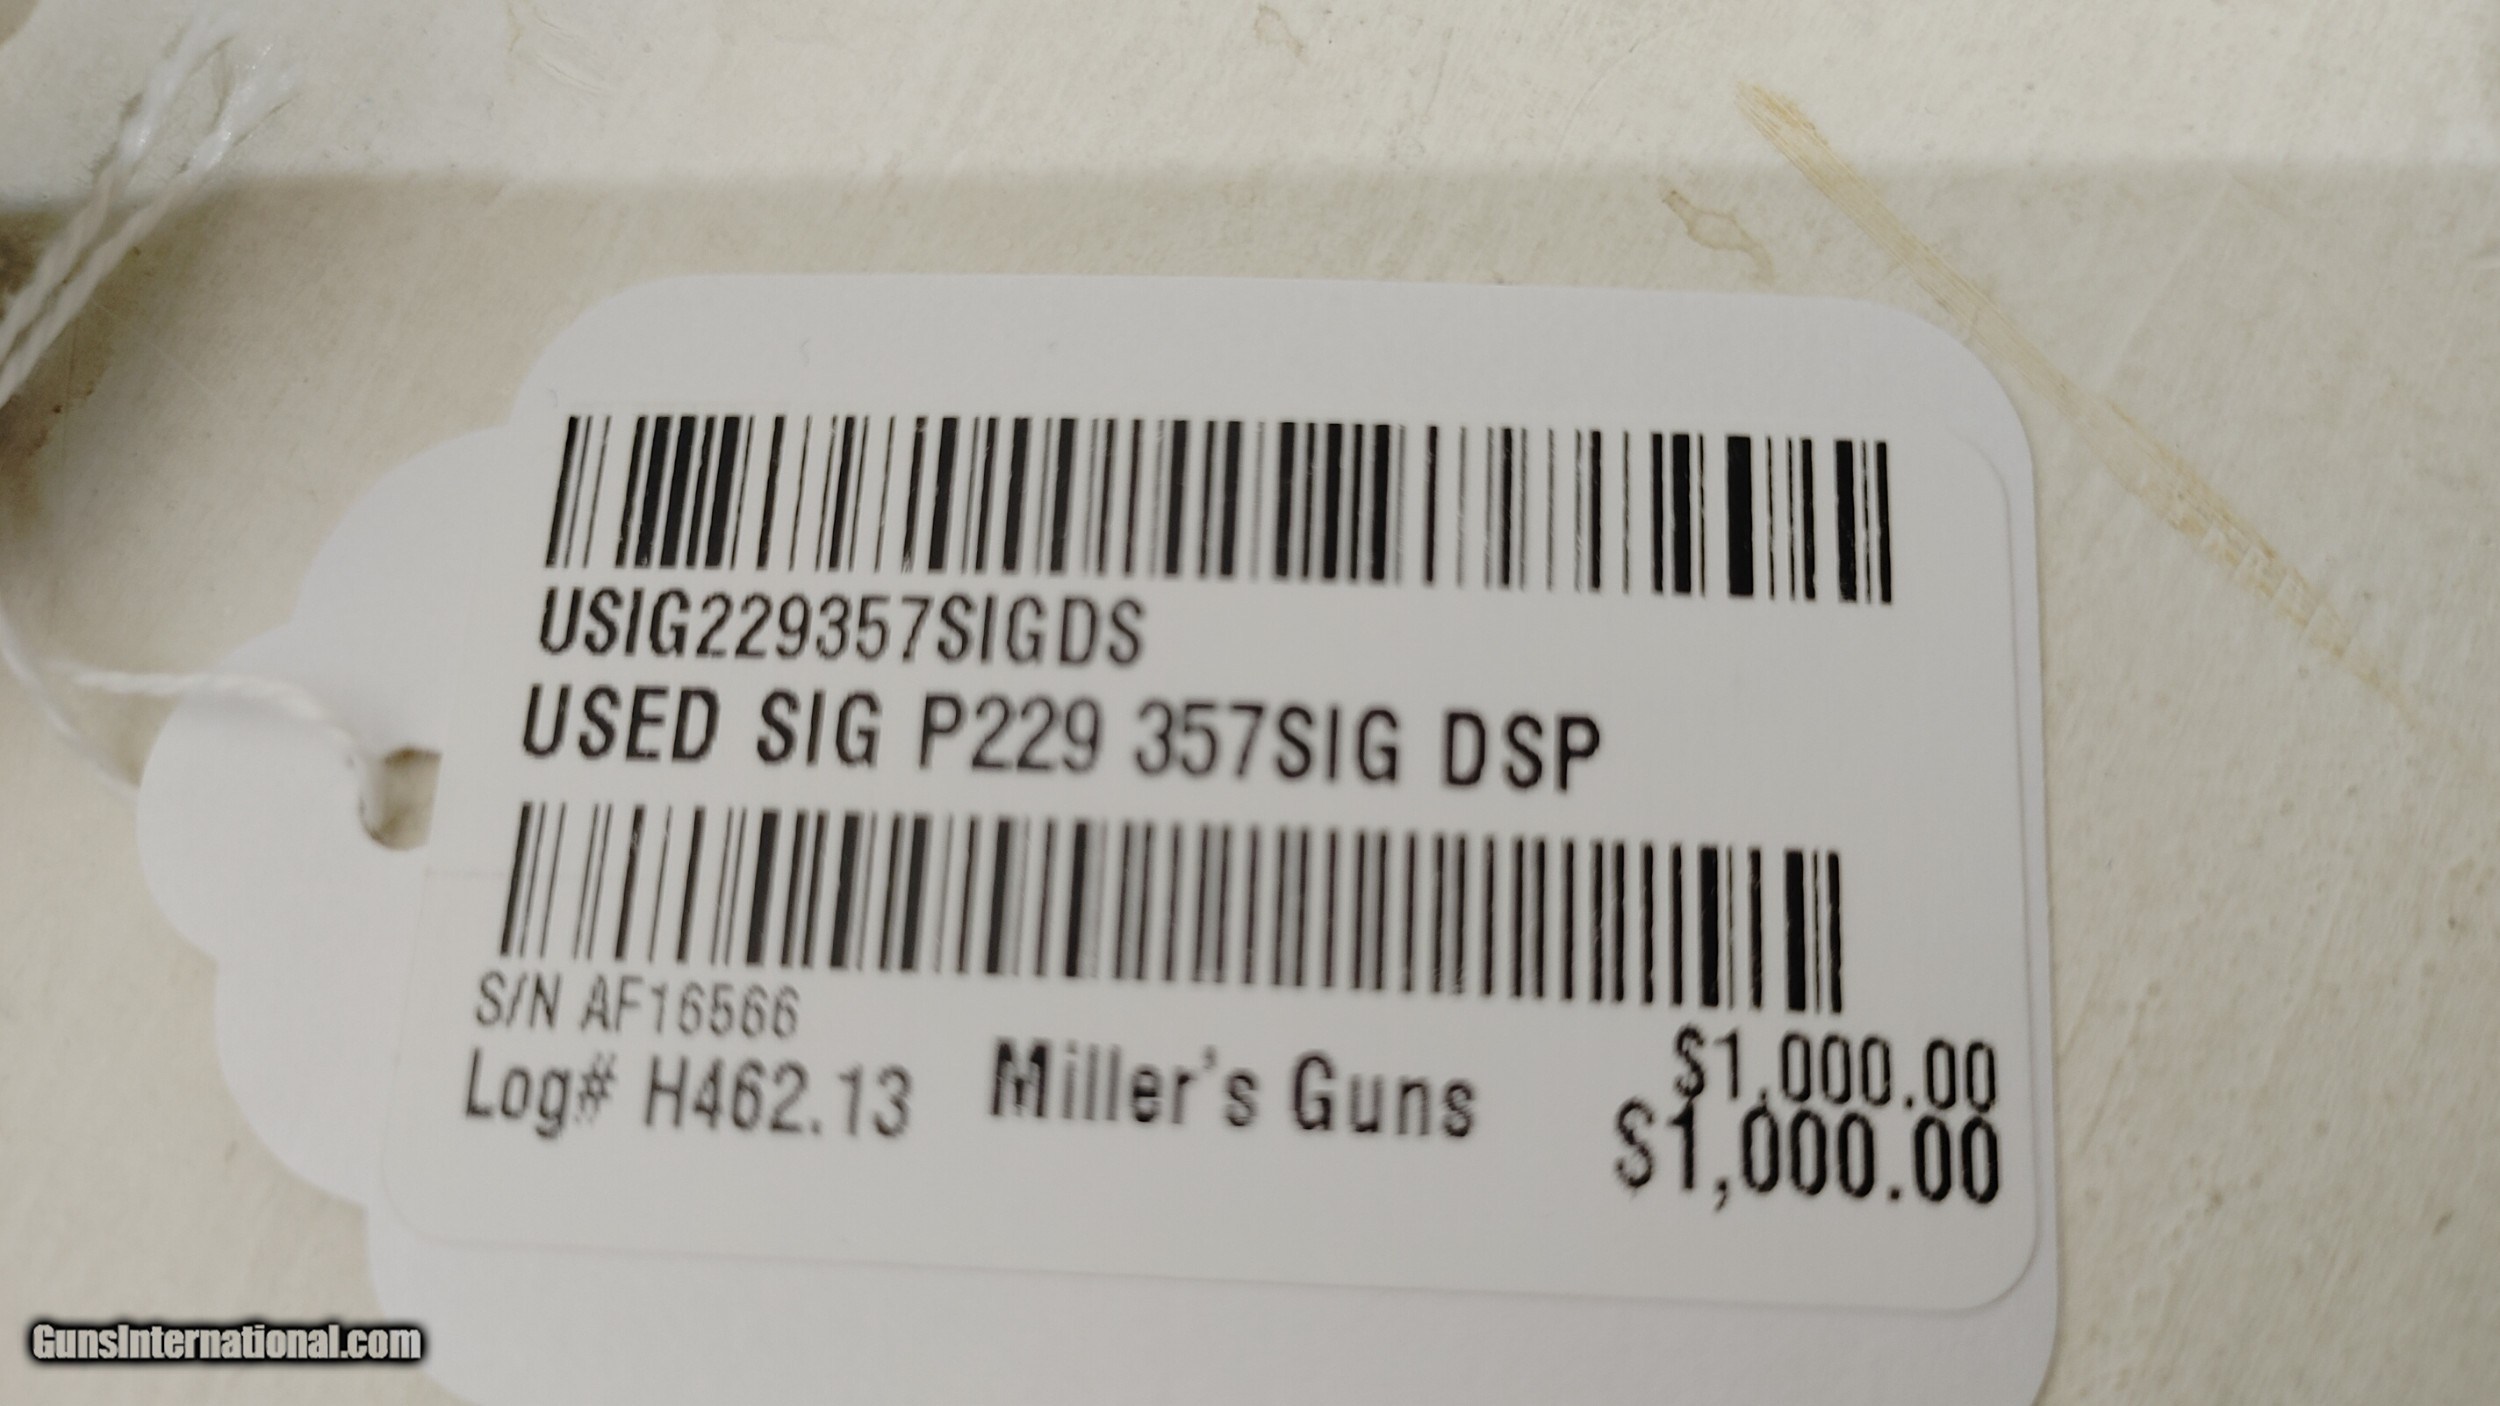 USIG229357SIGDS
USED SIG P229 357SIG DSP
S/N AF16566
Log# H462.13
Miller's Guns
$1,000.00
$1,000.00
GunsInternational.com